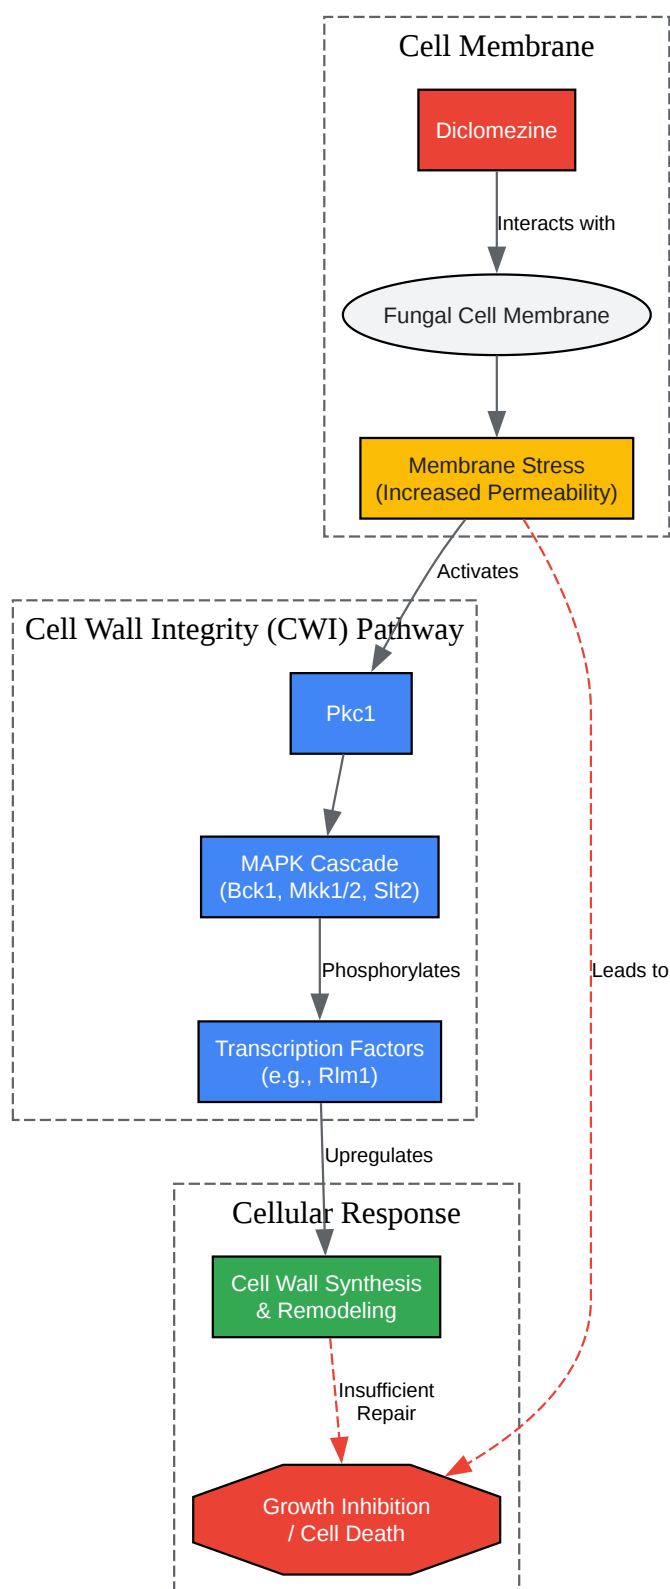 Cell Membrane
Diclomezine
Interacts with
Fungal Cell Membrane
Membrane Stress
(Increased Permeability)
Activates
Cell Wall Integrity (CWI) Pathway
Pkc1
MAPK Cascade
(Bck1, Mkk1/2, Slt2)
Phosphorylates
Leads to
Transcription Factors
(e.g., Rlm1)
Upregulates
Cellular Response
Cell Wall Synthesis
& Remodeling
Insufficient
Repair
Growth Inhibition
/ Cell Death